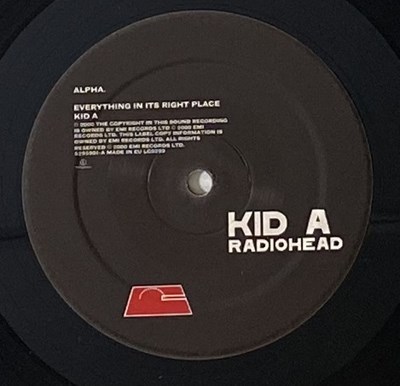 ALPHA.
EVERYTHING IN ITS RIGHT PLACE
KID A
℗ 2000 THE COPYRIGHT IN THIS SOUND RECORDING
IS OWNED BY EMI RECORDS LTD © 2000 EMI
RECORDS LTD. THIS LABEL COPY INFORMATION IS
OWNED BY EMI RECORDS LTD. ALL RIGHTS
RESERVED © 2000 EMI RECORDS LTD.
MADE IN EU
KID A
RADIOHEAD